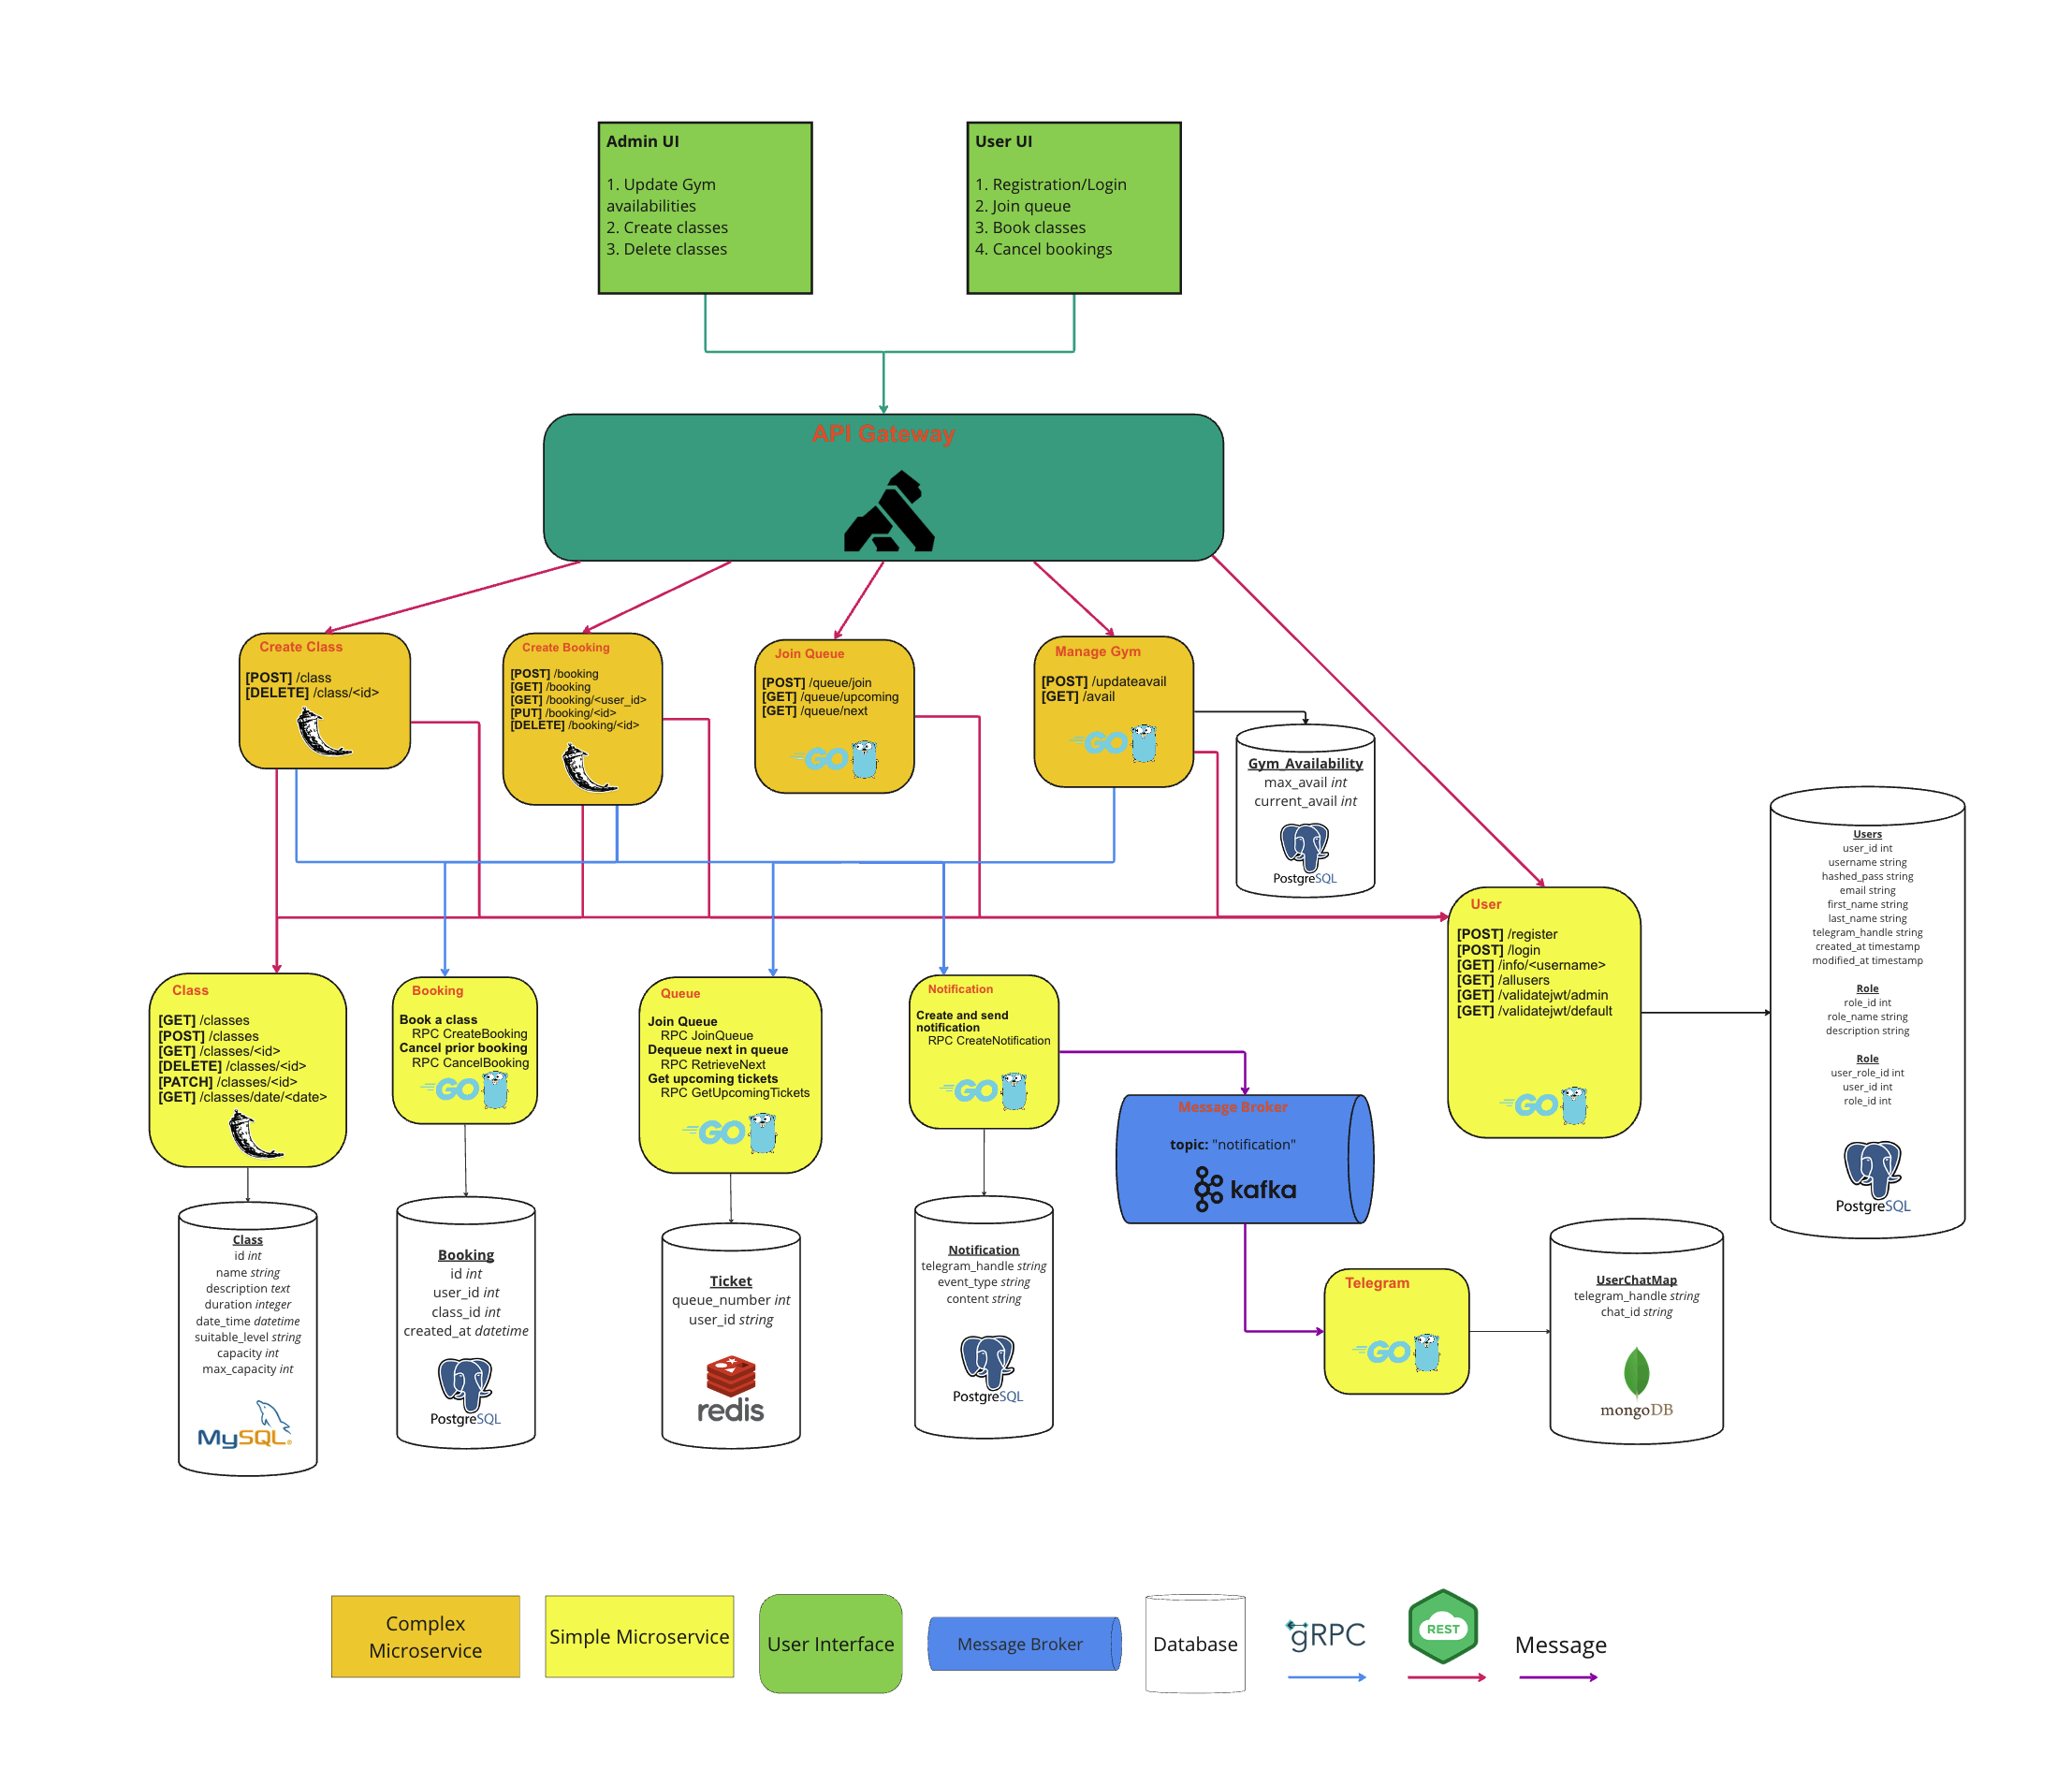 Admin UI
1. Update Gym
availabilities
2. Create classes
3. Delete classes
User UI
1. Registration/Login
2. Join queue
3. Book classes
4. Cancel bookings
API Gateway
Create Class
[POST] /class
[DELETE] /class/<id>
Create Booking
[POST] /booking
[GET] /booking
[GET] /booking/<user_id>
[PUT] /booking/<id>
[DELETE] /booking/<id>
Join Queue
[POST] /queue/join
[GET] /queue/upcoming
[GET] /queue/next
GO
Manage Gym
[POST] /updateavail
[GET] /avail
GO
Gym_Availability
max_avail int
current_avail int
PostgreSQL
User
[POST] /register
[POST] /login
[GET] /info/<username>
[GET] /allusers
[GET] /validatejwt/admin
[GET] /validatejwt/default
GO
Users
user_id int
username string
hashed_pass string
email string
first_name string
last_name string
telegram_handle string
created_at timestamp
modified_at timestamp
Role
role_id int
role_name string
description string
Role
user_role_id int
user_id int
role_id int
PostgreSQL
Class
[GET] /classes
[POST] /classes
[GET] /classes/<id>
[DELETE] /classes/<id>
[PATCH] /classes/<id>
[GET] /classes/date/<date>
Booking
Book a class
RPC CreateBooking
Cancel prior booking
RPC CancelBooking
GO
Queue
Join Queue
RPC JoinQueue
Dequeue next in queue
RPC RetrieveNext
Get upcoming tickets
RPC GetUpcomingTickets
GO
Notification
Create and send
notification
RPC CreateNotification
GO
Message Broker
topic: "notification"
kafka
Class
id int
name string
description text
duration integer
date_time datetime
suitable_level string
capacity int
max_capacity int
MySQL®
Booking
id int
user_id int
class_id int
created_at datetime
PostgreSQL
Ticket
queue_number int
user_id string
redis
Notification
telegram_handle string
event_type string
content string
PostgreSQL
Telegram
GO
UserChatMap
telegram_handle string
chat_id string
mongoDB
Complex
Microservice
Simple Microservice
User Interface
Message Broker
Database
gRPC
REST
Message